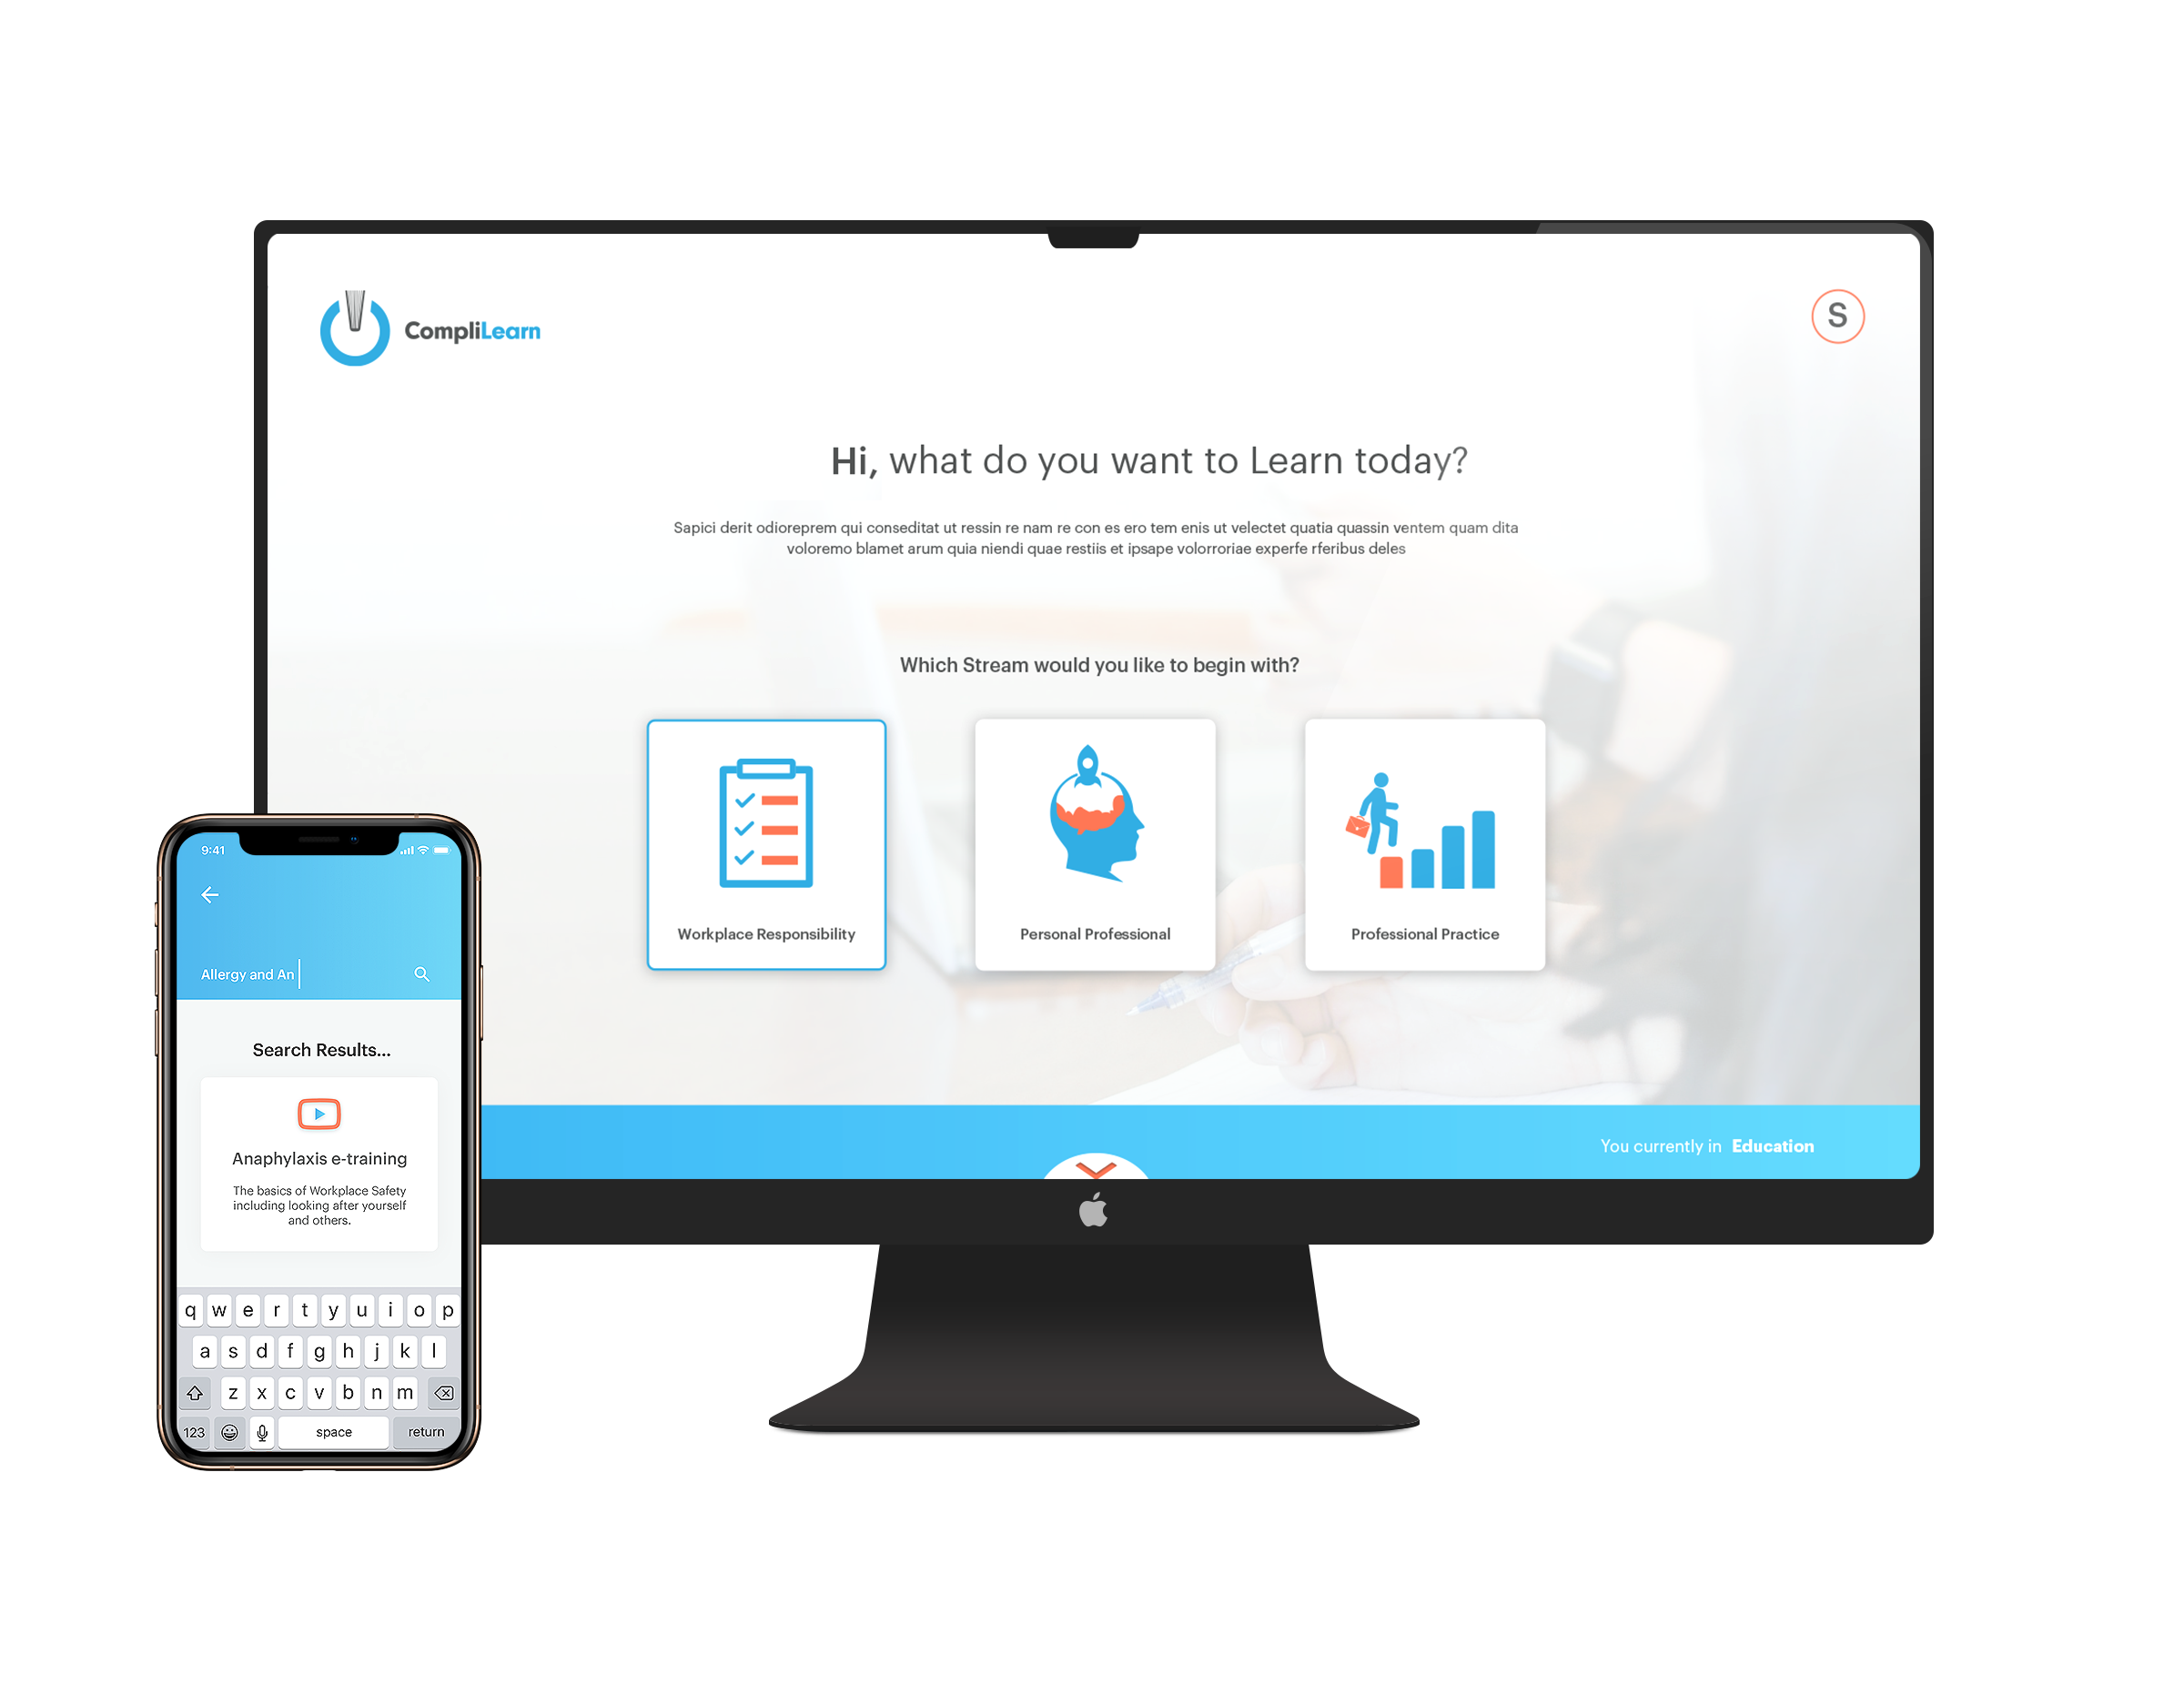 CompliLearn
S
Hi, what do you want to Learn today?
Sapici derit odioreprem qui conseditat ut ressin re nam re con es ero tem enis ut velectet quatia quassin ventem quam dita
voloremo blamet arum quia niendi quae restiis et ipsape volorroriae experfe rferibus deles
Which Stream would you like to begin with?
Workplace Responsibility
Personal Professional
Professional Practice
You currently in Education
9:41
Allergy and An
Search Results...
Anaphylaxis e-training
The basics of Workplace Safety
including looking after yourself
and others.
q w e r t y u i o p
a s d f g h j k l
z x c v b n m
123 space return